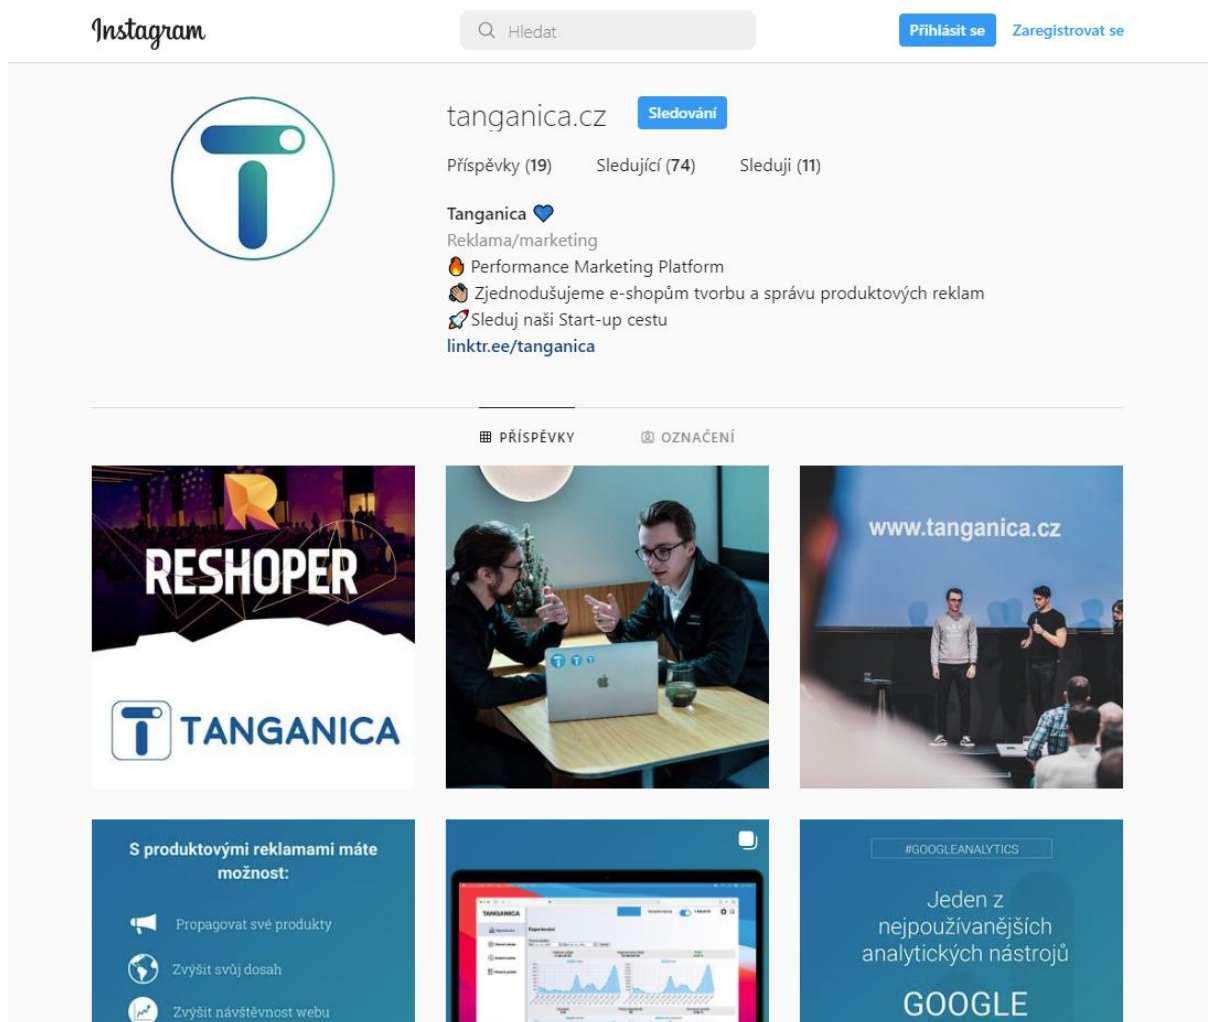 Instagram
Hledat
Přihlásit se
Zaregistrovat se
tanganica.cz
Sledování
Příspěvky (19) Sledující (74) Sleduji (11)
Tanganica 💙
Reklama/marketing
🔥 Performance Marketing Platform
👏🏽 Zjednodušujeme e-shopům tvorbu a správu produktových reklam
🚀Sleduj naši Start-up cestu
linktr.ee/tanganica
PŘÍSPĚVKY
OZNAČENÍ
RESHOPER
TANGANICA
www.tanganica.cz
S produktovými reklamami máte
možnost:
Propagovat své produkty
Zvýšit svůj dosah
Zvýšit návštěvnost webu
TANGANICA
#GOOGLEANALYTICS
Jeden z
nejpoužívanějších
analytických nástrojů
GOOGLE